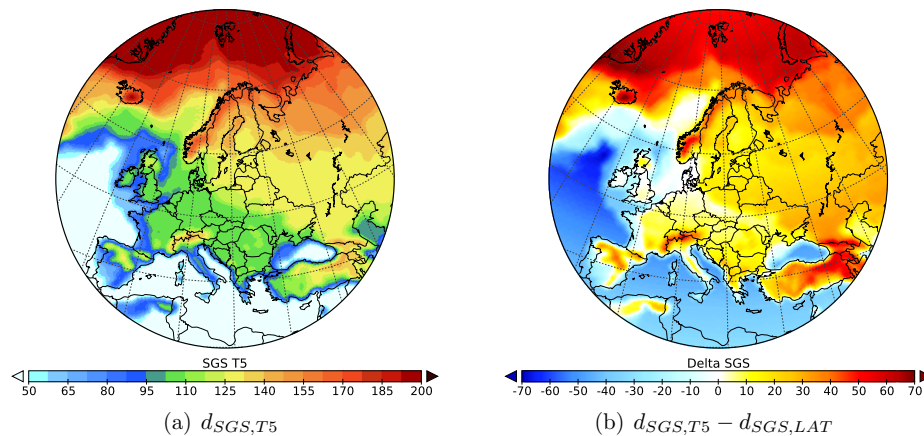 SGS T5
50 65 80 95 110 125 140 155 170 185 200
(a) d_{SGS,T5}
Delta SGS
-70 -60 -50 -40 -30 -20 -10 0 10 20 30 40 50 60 70
(b) d_{SGS,T5} − d_{SGS,LAT}